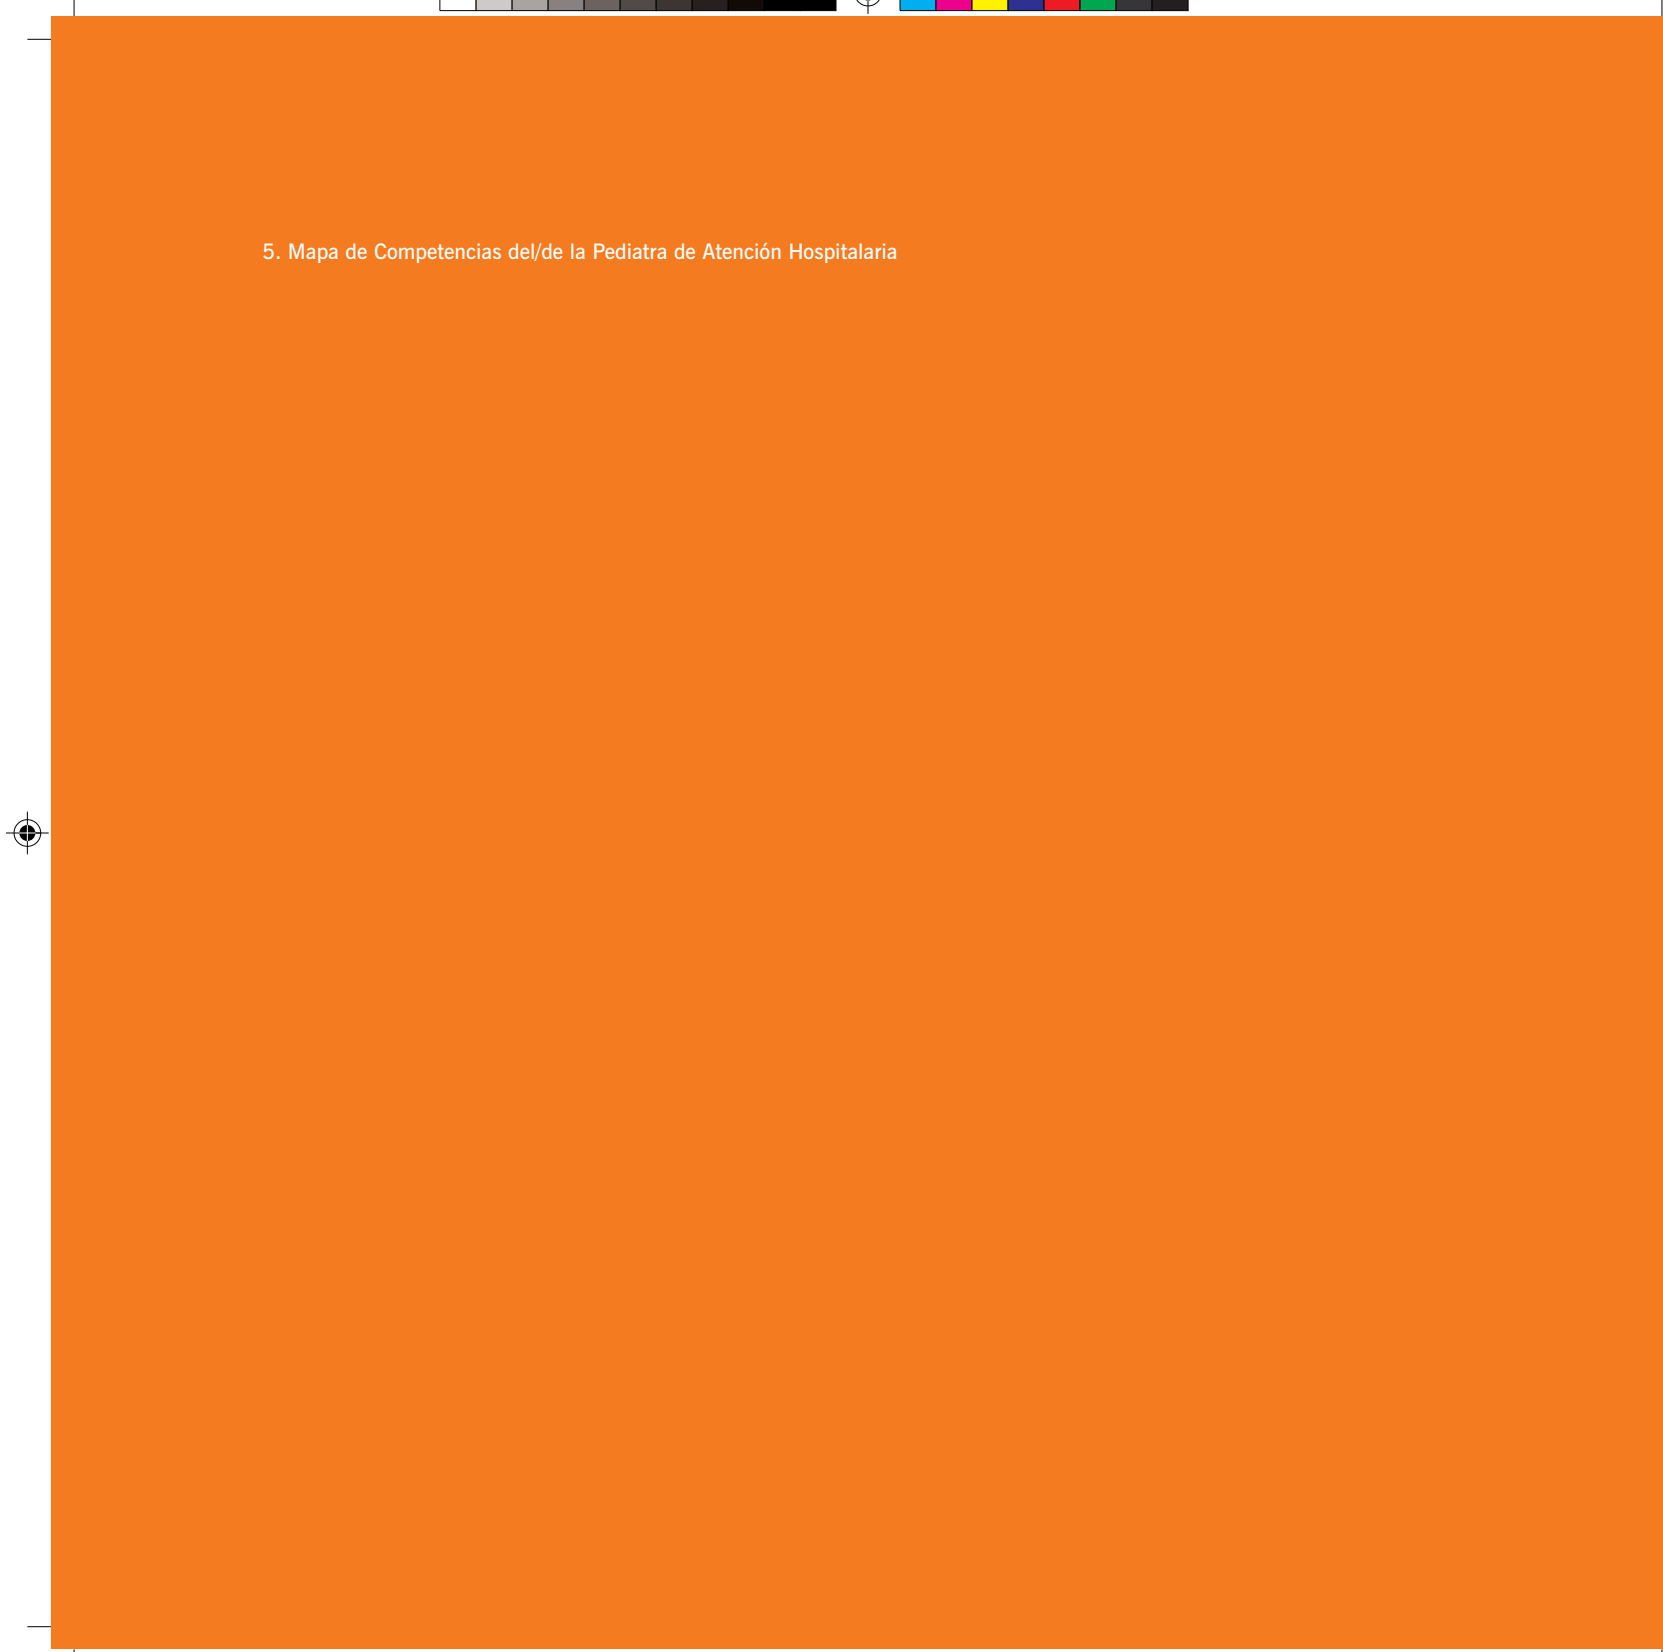 5. Mapa de Competencias del/de la Pediatra de Atención Hospitalaria